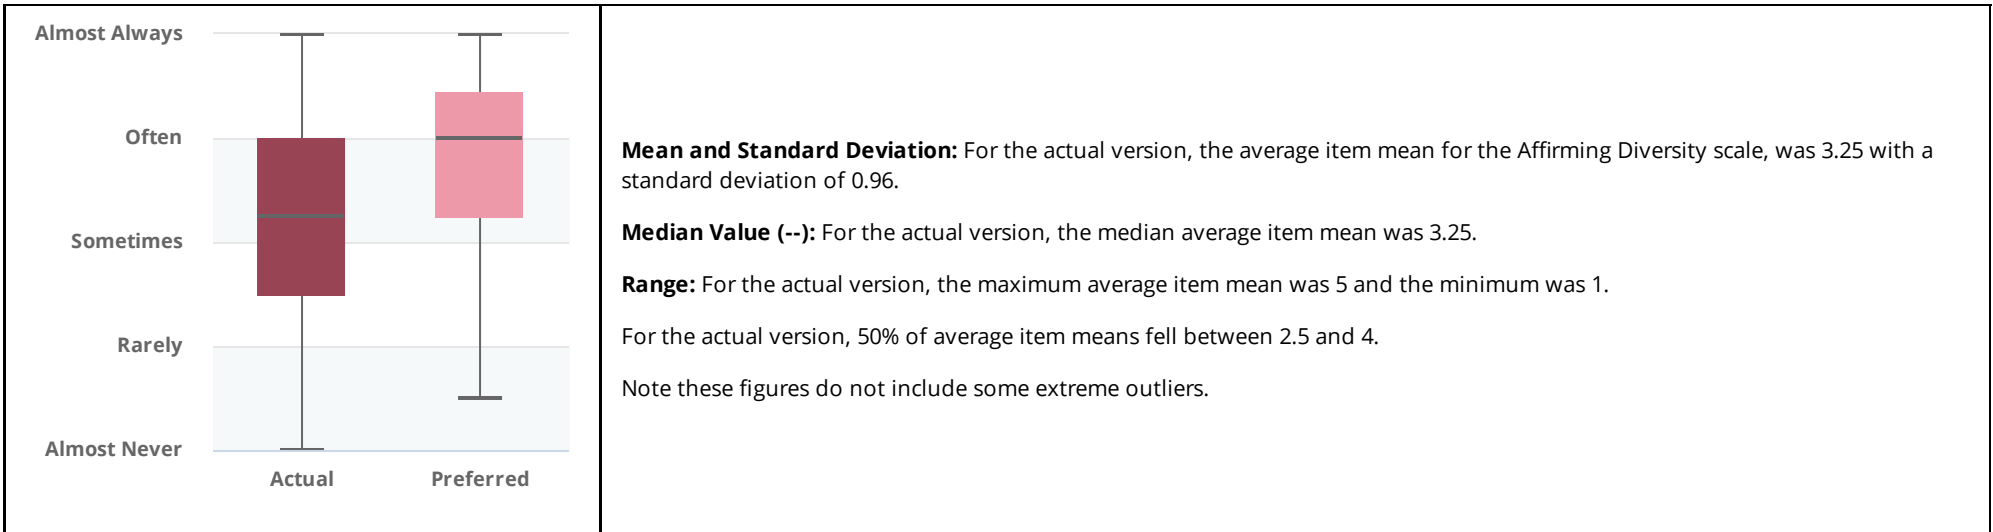 Almost Always
Often
Sometimes
Rarely
Almost Never
Actual
Preferred
Mean and Standard Deviation: For the actual version, the average item mean for the Affirming Diversity scale, was 3.25 with a
standard deviation of 0.96.
Median Value (--): For the actual version, the median average item mean was 3.25.
Range: For the actual version, the maximum average item mean was 5 and the minimum was 1.
For the actual version, 50% of average item means fell between 2.5 and 4.
Note these figures do not include some extreme outliers.